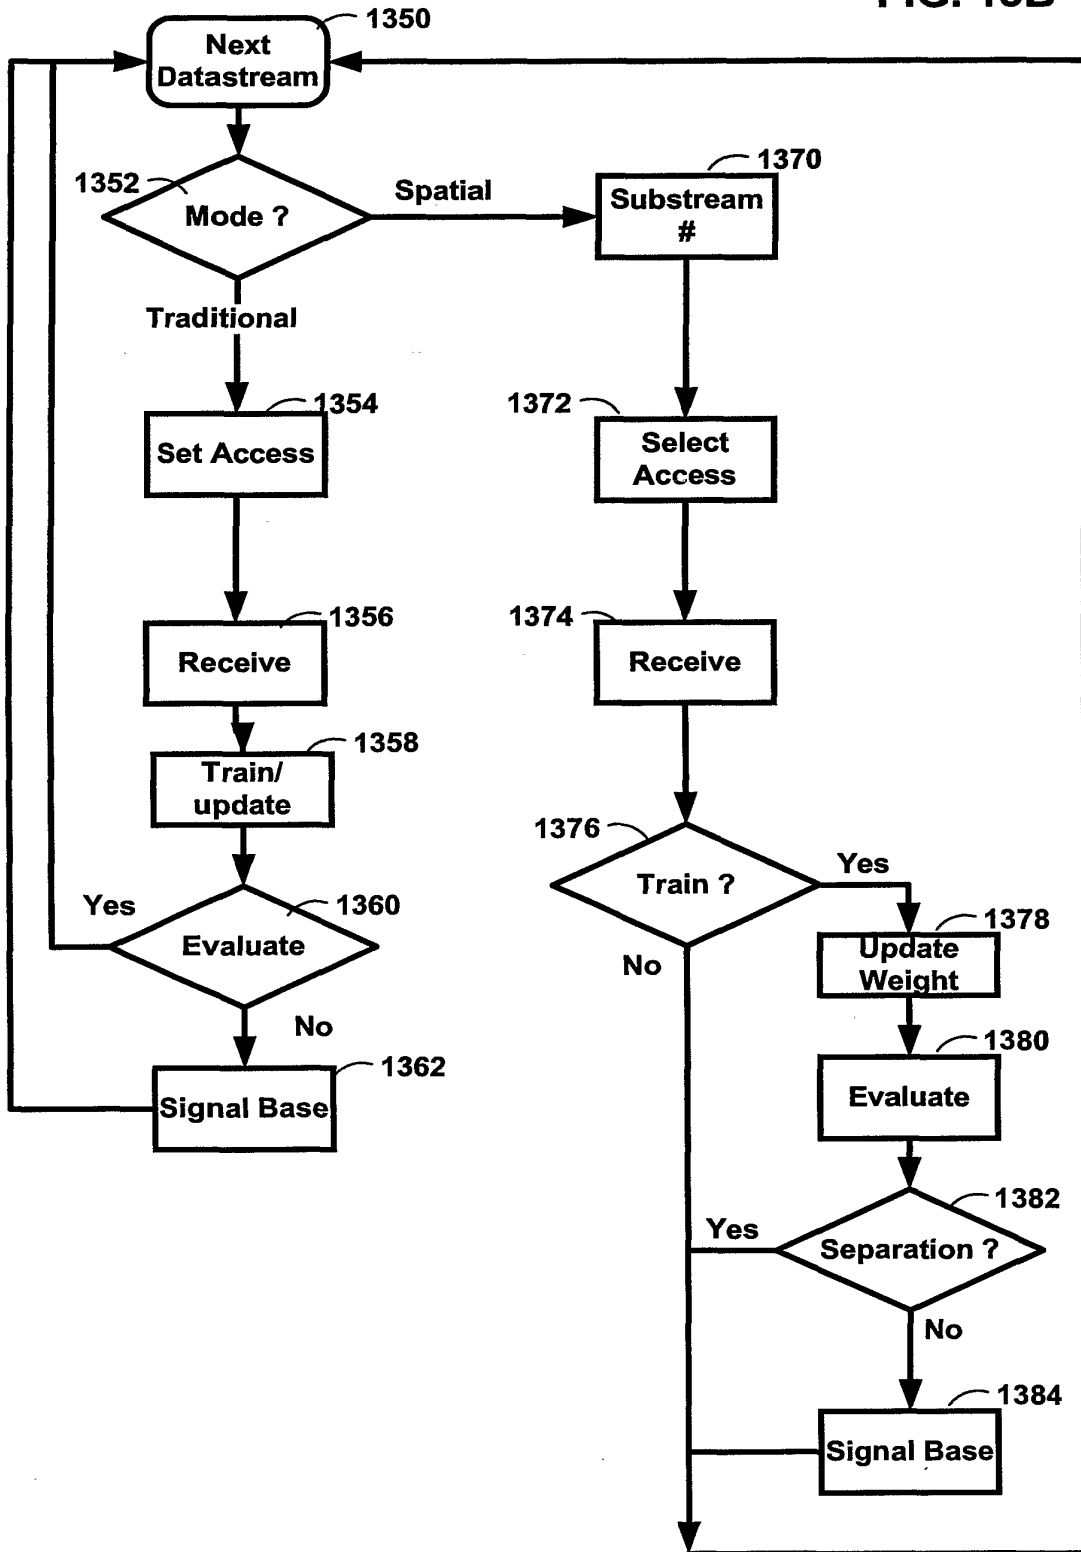 1350
Next
Datastream
1352
Mode ?
Spatial
1370
Substream
#
Traditional
1354
Set Access
1372
Select
Access
1356
Receive
1374
Receive
1358
Train/
update
1376
Train ?
Yes
Yes
1360
Evaluate
No
1378
Update
Weight
No
1362
Signal Base
1380
Evaluate
1382
Separation ?
Yes
No
1384
Signal Base